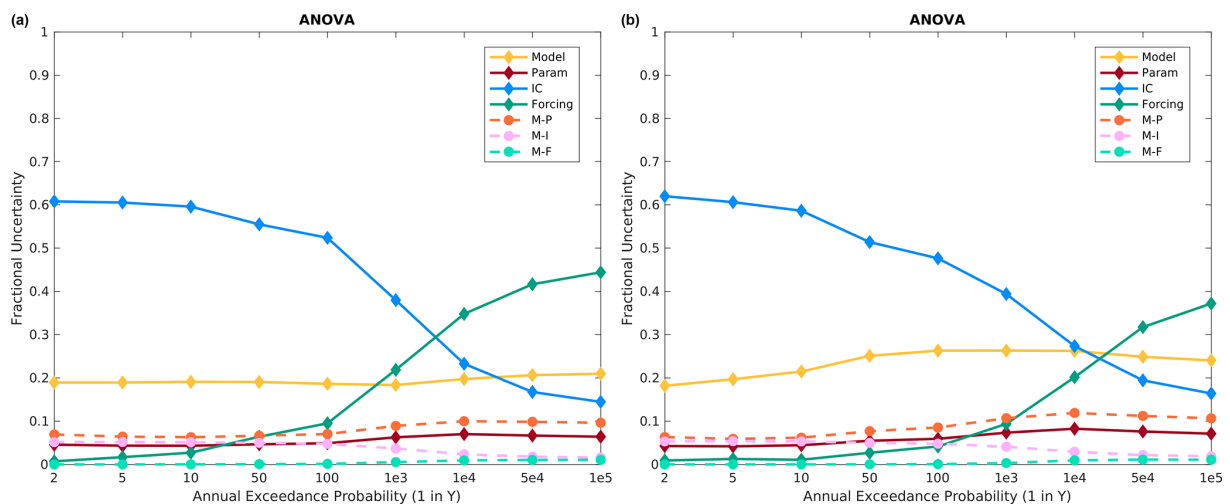 (a)
ANOVA
1
0.9
0.8
0.7
0.6
0.5
0.4
0.3
0.2
0.1
0
Fractional Uncertainty
Model
Param
IC
Forcing
M-P
M-I
M-F
2 5 10 50 100 1e3 1e4 5e4 1e5
Annual Exceedance Probability (1 in Y)
(b)
ANOVA
1
0.9
0.8
0.7
0.6
0.5
0.4
0.3
0.2
0.1
0
Fractional Uncertainty
Model
Param
IC
Forcing
M-P
M-I
M-F
2 5 10 50 100 1e3 1e4 5e4 1e5
Annual Exceedance Probability (1 in Y)